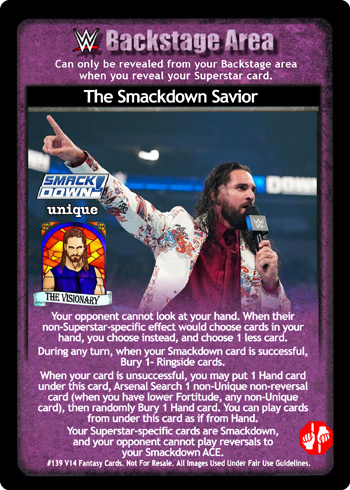 W Backstage Area
Can only be revealed from your Backstage area
when you reveal your Superstar card.
The Smackdown Savior
SMACK
DOWN!
unique
THE VISIONARY
Your opponent cannot look at your hand. When their
non-Superstar-specific effect would choose cards in your
hand, you choose instead, and choose 1 less card.
During any turn, when your Smackdown card is successful,
Bury 1- Ringside cards.
When your card is unsuccessful, you may put 1 Hand card
under this card, Arsenal Search 1 non-Unique non-reversal
card (when you have lower Fortitude, any non-Unique
card), then randomly Bury 1 Hand card. You can play cards
from under this card as if from Hand.
Your Superstar-specific cards are Smackdown,
and your opponent cannot play reversals to
your Smackdown ACE.
#139 V14 Fantasy Cards. Not For Resale. All Images Used Under Fair Use Guidelines.